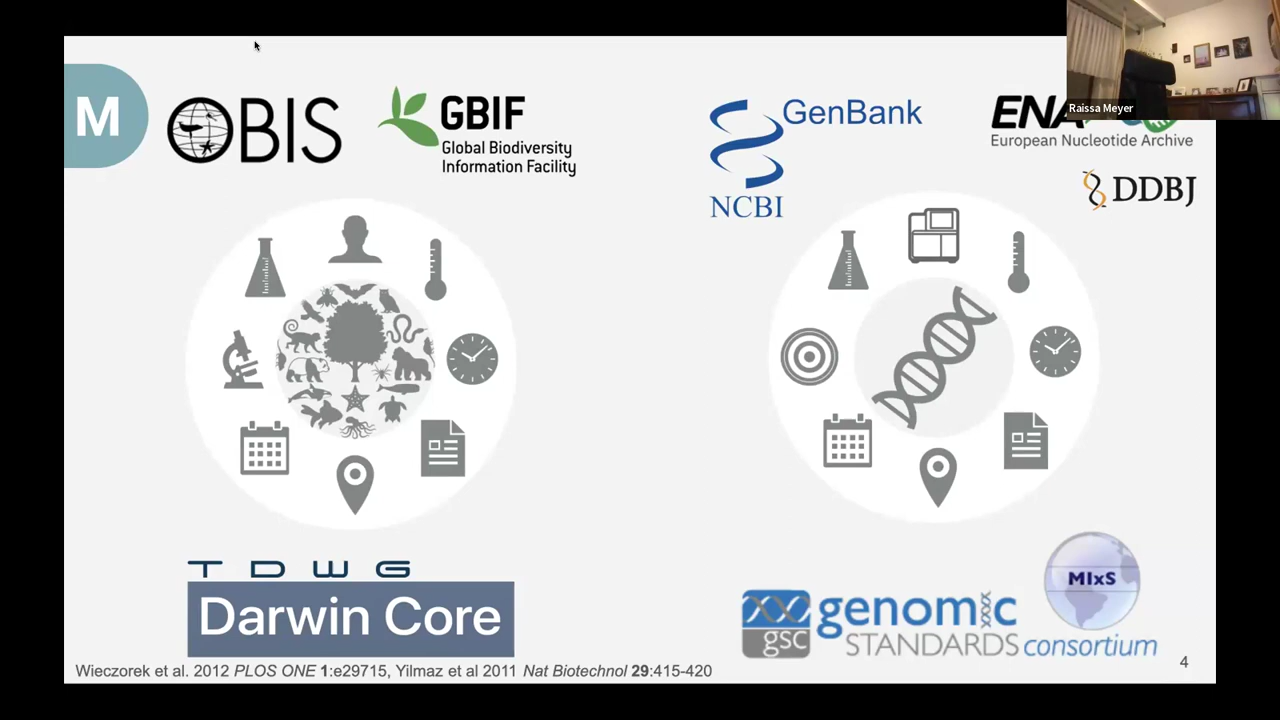 M
OBIS
GBIF
Global Biodiversity
Information Facility
NCBI
GenBank
ENA
European Nucleotide Archive
DDBJ
Raissa Meyer
TDWG
Darwin Core
gsc
genomic
STANDARDS consortium
MIxS
Wieczorek et al. 2012 PLOS ONE 1:e29715, Yilmaz et al 2011 Nat Biotechnol 29:415-420
4